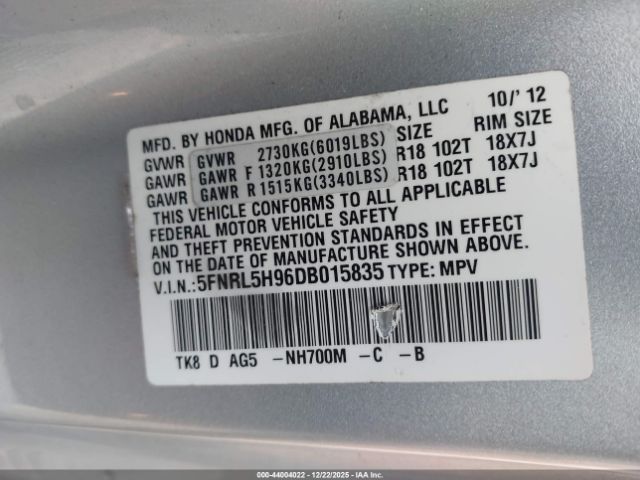 MFD. BY HONDA MFG. OF ALABAMA, LLC 10/'12
SIZE RIM SIZE
GVWR GVWR 2730KG(6019LBS)
GAWR GAWR F 1320KG(2910LBS) R18 102T 18X7J
GAWR GAWR R 1515KG(3340LBS) R18 102T 18X7J
THIS VEHICLE CONFORMS TO ALL APPLICABLE
FEDERAL MOTOR VEHICLE SAFETY
AND THEFT PREVENTION STANDARDS IN EFFECT
ON THE DATE OF MANUFACTURE SHOWN ABOVE.
V.I.N.:5FNRL5H96DB015835 TYPE: MPV
TK8 D AG5 -NH700M -C -B
000-44004022 - 12/22/2025 - IAAI.COM